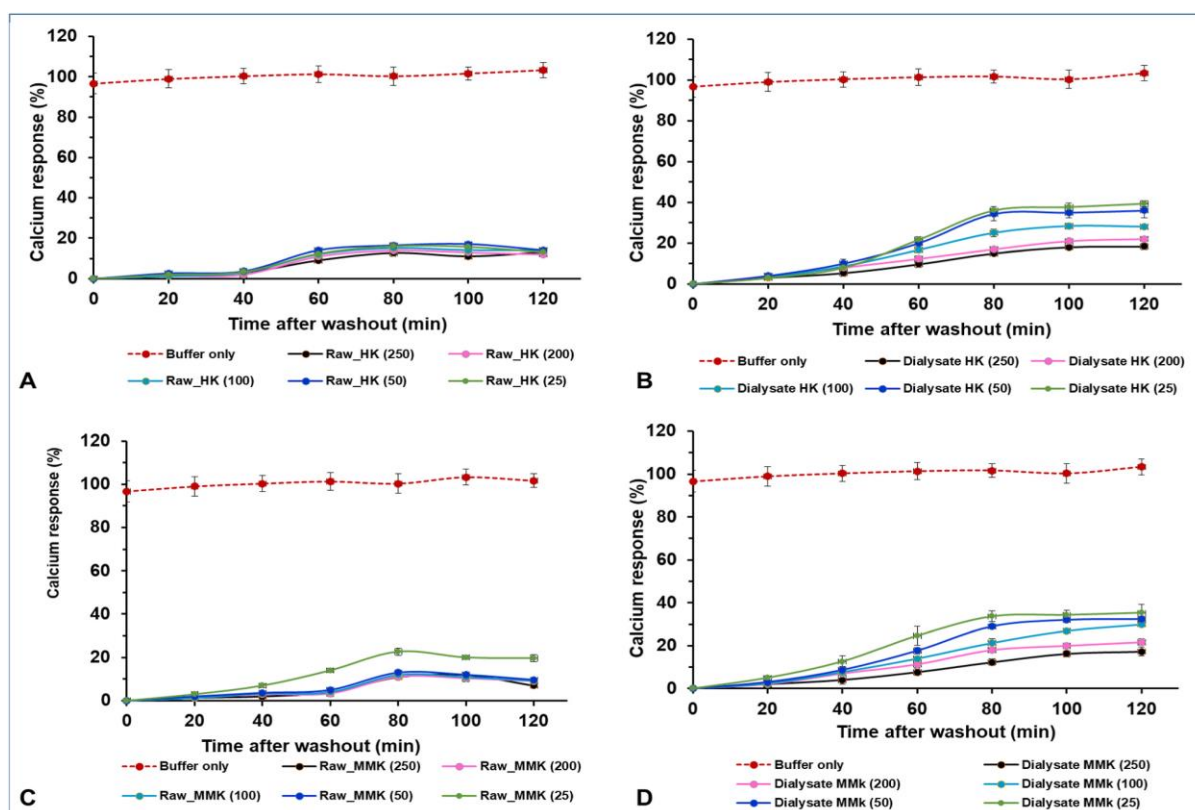 120
100
80
60
40
20
0
Calcium response (%)
0 20 40 60 80 100 120
Time after washout (min)
Buffer only Raw_HK (250) Raw_HK (200)
Raw_HK (100) Raw_HK (50) Raw_HK (25)
A
120
100
80
60
40
20
0
Calcium response (%)
0 20 40 60 80 100 120
Time after washout (min)
Buffer only Dialysate HK (250) Dialysate HK (200)
Dialysate HK (100) Dialysate HK (50) Dialysate HK (25)
B
120
100
80
60
40
20
0
Calcium response (%)
0 20 40 60 80 100 120
Time after washout (min)
Buffer only Raw_MMK (250) Raw_MMK (200)
Raw_MMK (100) Raw_MMK (50) Raw_MMK (25)
C
120
100
80
60
40
20
0
Calcium response (%)
0 20 40 60 80 100 120
Time after washout (min)
Buffer only Dialysate MMK (250)
Dialysate MMk (200) Dialysate MMk (100)
Dialysate MMk (50) Dialysate MMk (25)
D